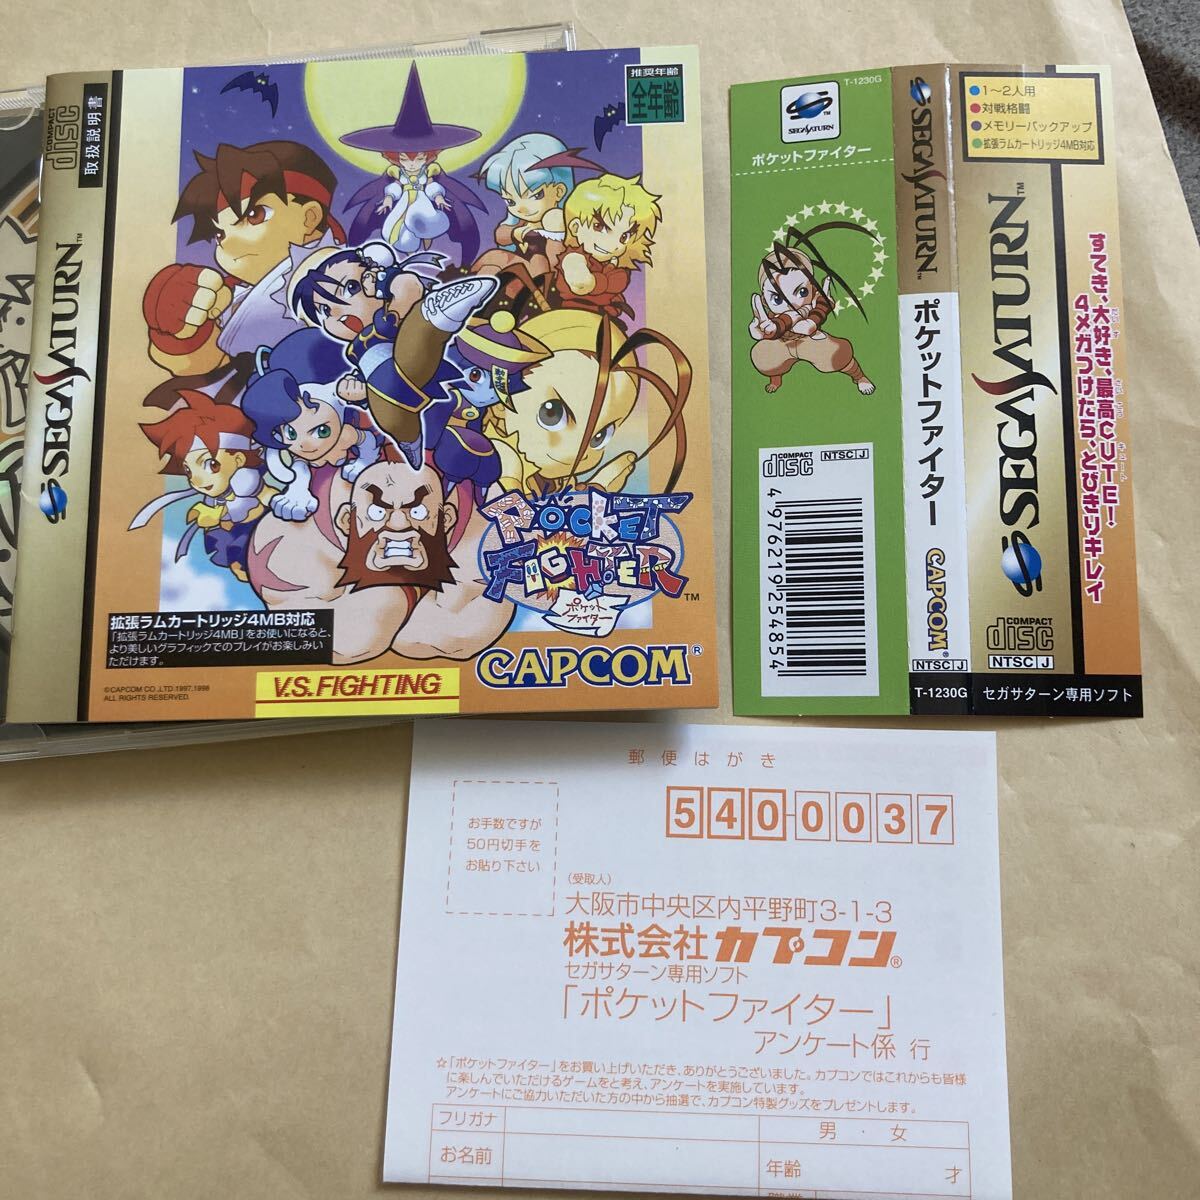 COMPACT disc
取扱説明書
SEGA SATURN™
推奨年齢
全年齢
POCKET FIGHTER™
ポケットファイター
拡張ラムカートリッジ4MB対応
「拡張ラムカートリッジ4MB」をお使いになると、
より美しいグラフィックでのプレイがお楽しみい
ただけます。
©CAPCOM CO.,LTD.1997,1998
ALL RIGHTS RESERVED.
V.S. FIGHTING
CAPCOM®
T-1230G
SEGA SATURN™
ポケットファイター
COMPACT disc
NTSC J
4976219254854
SEGA SATURN™
ポケットファイター
CAPCOM®
NTSC J
T-1230G
1〜2人用
対戦格闘
メモリーバックアップ
拡張ラムカートリッジ4MB対応
SEGA SATURN™
すてき、大好き、最高CUTE!
4メガつけたら、とびきりキレイ
COMPACT disc
NTSC J
セガサターン専用ソフト
郵便はがき
540-0037
お手数ですが
50円切手を
お貼り下さい
(受取人)
大阪市中央区内平野町3-1-3
株式会社カプコン®
セガサターン専用ソフト
「ポケットファイター」
アンケート係 行
☆「ポケットファイター」をお買い上げいただき、ありがとうございました。カプコンではこれからも皆様
に楽しんでいただけるゲームをと考え、アンケートを実施しています。
アンケートにご協力いただいた方の中から抽選で、カプコン特製グッズをプレゼントします。
フリガナ
男・女
お名前
年齢 才